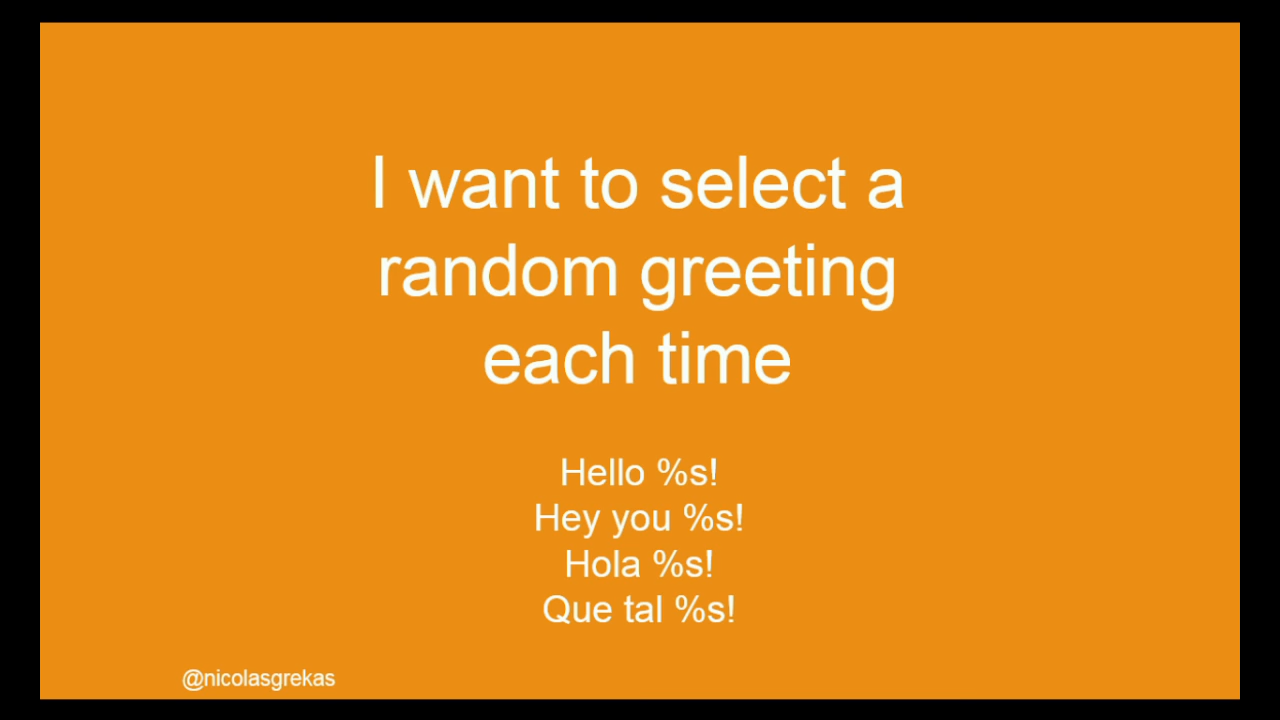 I want to select a
random greeting
each time
Hello %s!
Hey you %s!
Hola %s!
Que tal %s!
@nicolasgrekas